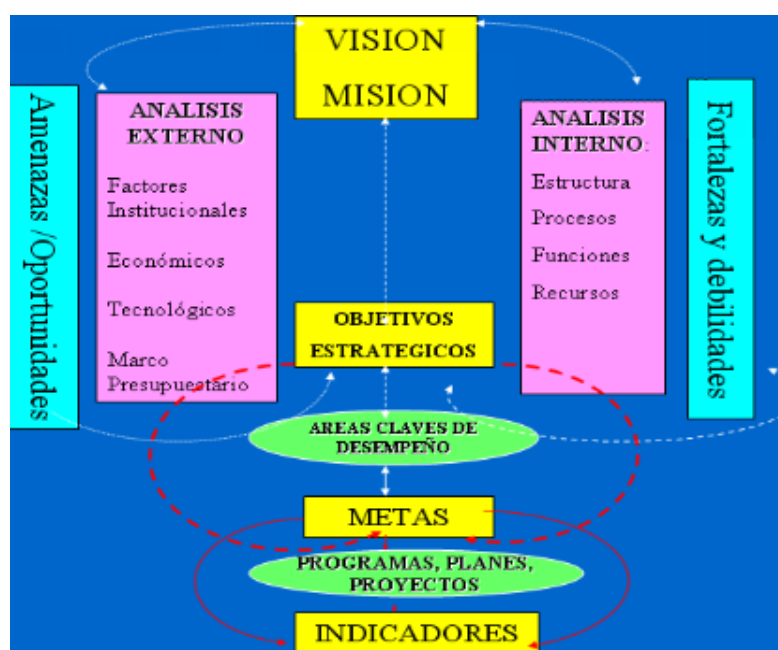 VISION
MISION
Amenazas /Oportunidades
ANALISIS
EXTERNO
Factores
Institucionales
Económicos
Tecnológicos
Marco
Presupuestário
ANALISIS
INTERNO:
Estructura
Procesos
Funciones
Recursos
Fortalezas y debilidades
OBJETIVOS
ESTRATEGICOS
AREAS CLAVES DE
DESEMPEÑO
METAS
PROGRAMAS, PLANES,
PROYECTOS
INDICADORES